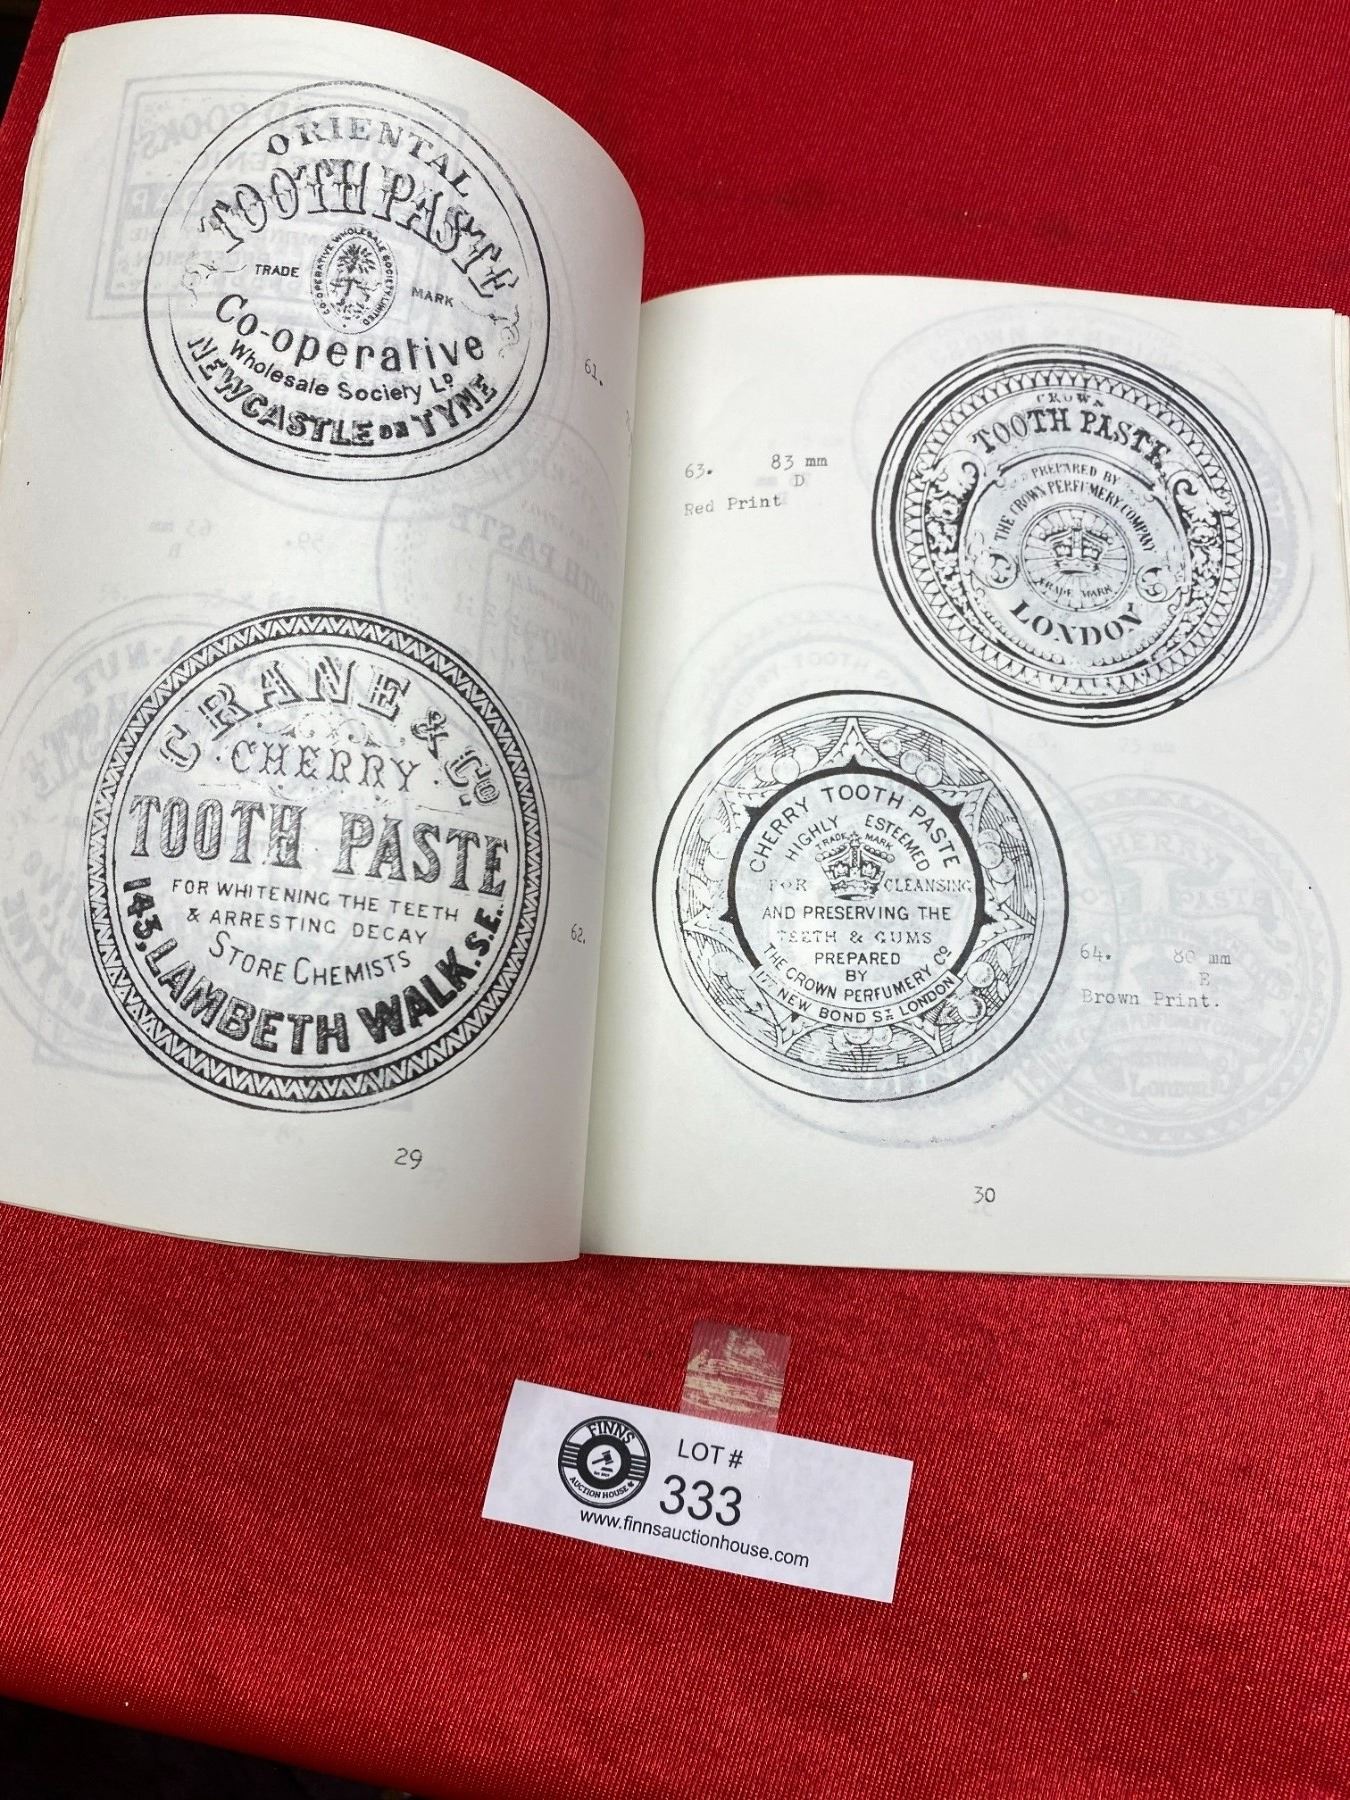 ORIENTAL
TOOTH PASTE
TRADE MARK
CO-OPERATIVE WHOLESALE SOCIETY LIMITED
Co-operative
Wholesale Society Lᴰ
NEWCASTLE ON TYNE
61.
CRANE & Cº
CHERRY
TOOTH PASTE
FOR WHITENING THE TEETH
& ARRESTING DECAY
STORE CHEMISTS
143, LAMBETH WALK. S.E.
62.
29
63. 83 mm
D
Red Print
CROWN
TOOTH PASTE
PREPARED BY
THE CROWN PERFUMERY COMPANY
TRADE MARK
LONDON
CHERRY TOOTH PASTE
HIGHLY ESTEEMED
TRADE MARK
FOR CLEANSING
AND PRESERVING THE
TEETH & GUMS
PREPARED
BY
THE CROWN PERFUMERY Cº
177 NEW BOND Sᵀ LONDON
64. 80 mm
E
Brown Print.
30
FINNS
AUCTION HOUSE
LOT #
333
www.finnsauctionhouse.com